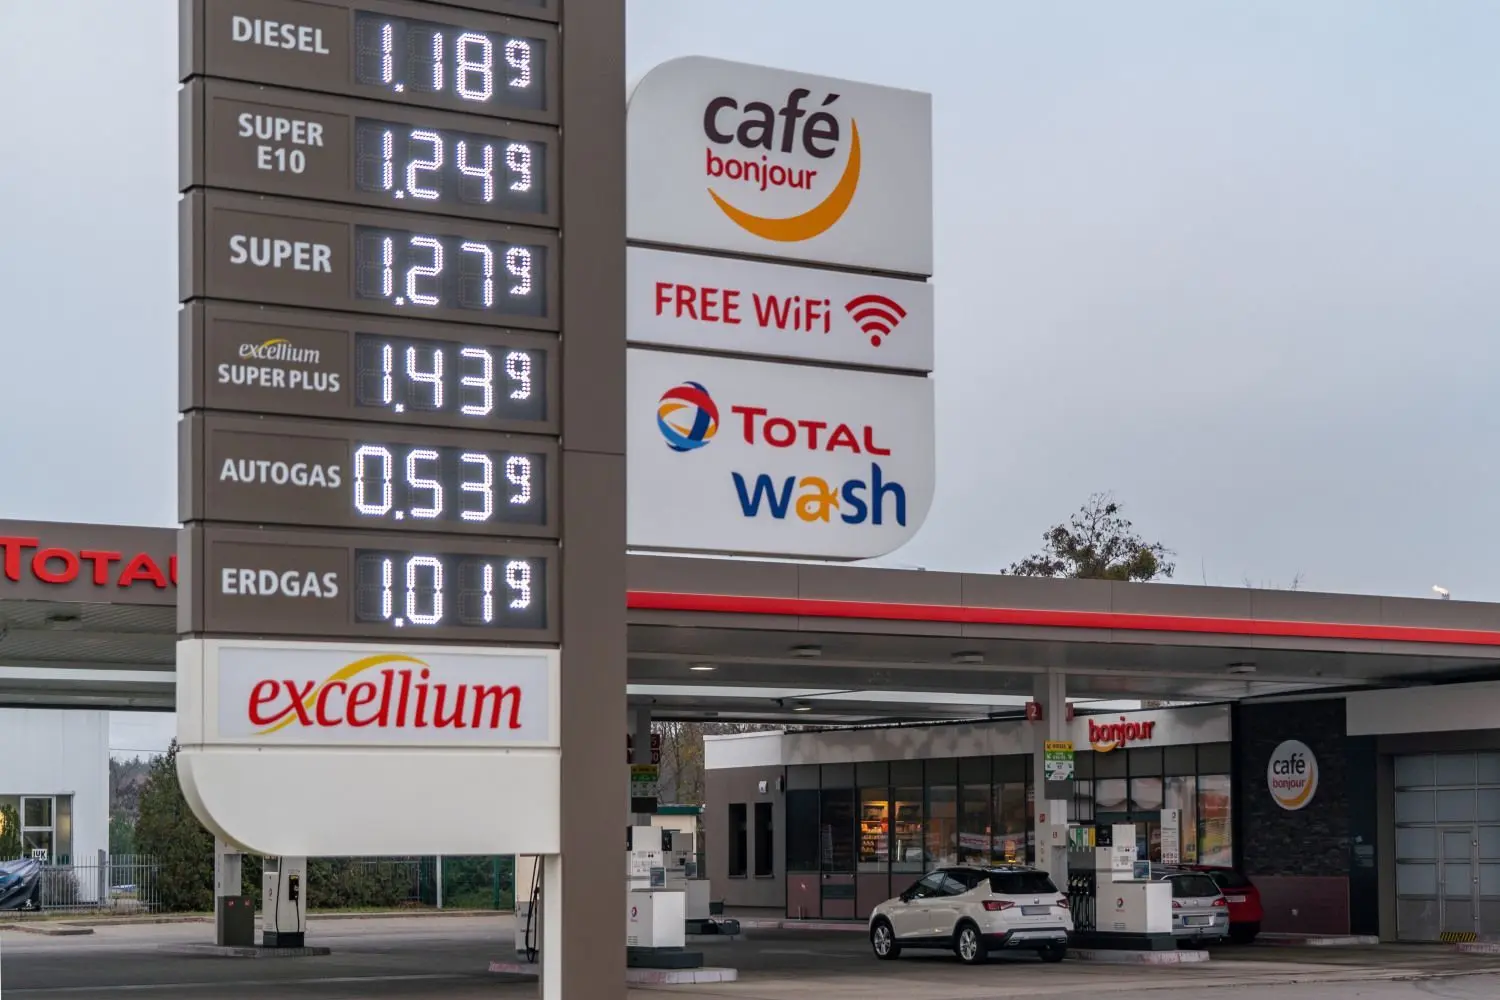 DIESEL 1.18⁹
SUPER
E10 1.24⁹
SUPER 1.27⁹
excellium
SUPER PLUS 1.43⁹
AUTOGAS 0.53⁹
ERDGAS 1.01⁹
excellium
café
bonjour
FREE WiFi
TOTAL
wash
TOTAL
2
bonjour
café
bonjour